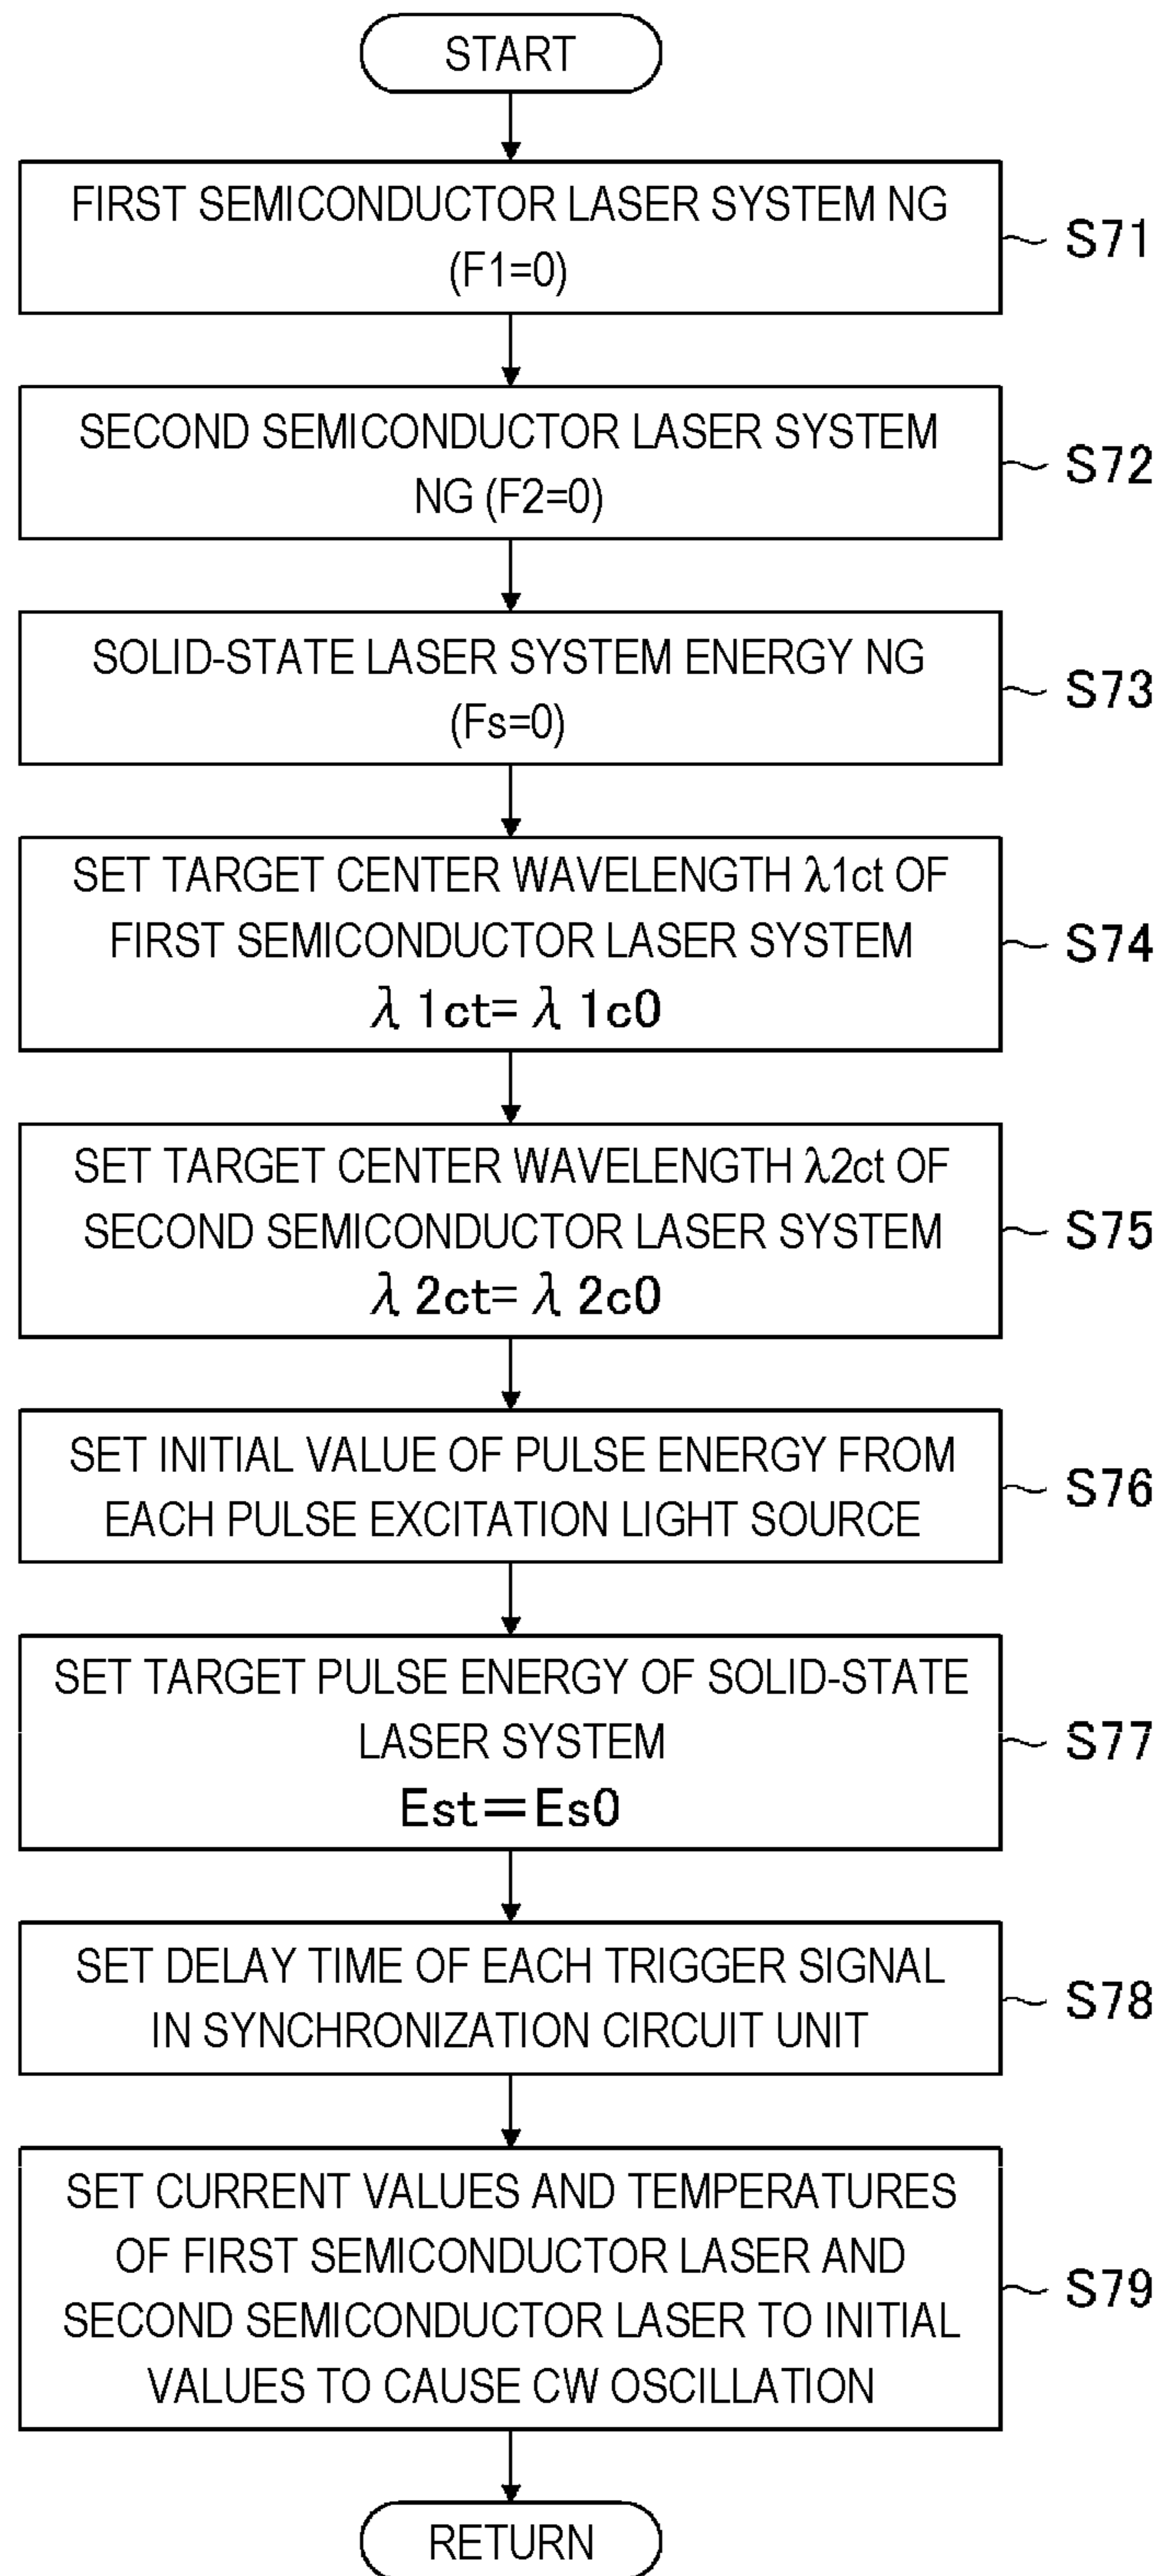 START
FIRST SEMICONDUCTOR LASER SYSTEM NG
(F1=0)
S71
SECOND SEMICONDUCTOR LASER SYSTEM
NG (F2=0)
S72
SOLID-STATE LASER SYSTEM ENERGY NG
(Fs=0)
S73
SET TARGET CENTER WAVELENGTH λ1ct OF
FIRST SEMICONDUCTOR LASER SYSTEM
λ 1ct= λ 1c0
S74
SET TARGET CENTER WAVELENGTH λ2ct OF
SECOND SEMICONDUCTOR LASER SYSTEM
λ 2ct= λ 2c0
S75
SET INITIAL VALUE OF PULSE ENERGY FROM
EACH PULSE EXCITATION LIGHT SOURCE
S76
SET TARGET PULSE ENERGY OF SOLID-STATE
LASER SYSTEM
Est=Es0
S77
SET DELAY TIME OF EACH TRIGGER SIGNAL
IN SYNCHRONIZATION CIRCUIT UNIT
S78
SET CURRENT VALUES AND TEMPERATURES
OF FIRST SEMICONDUCTOR LASER AND
SECOND SEMICONDUCTOR LASER TO INITIAL
VALUES TO CAUSE CW OSCILLATION
S79
RETURN